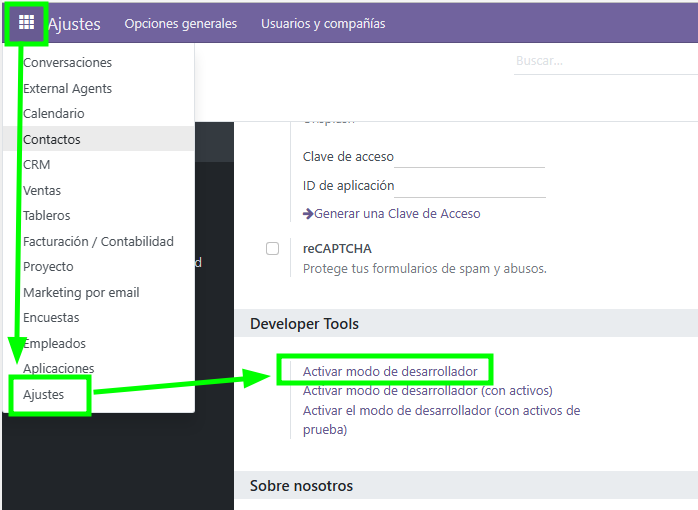 Ajustes Opciones generales Usuarios y compañías
Buscar...
Conversaciones
External Agents
Calendario
Contactos
CRM
Ventas
Tableros
Facturación / Contabilidad
Proyecto
Marketing por email
Encuestas
Empleados
Aplicaciones
Ajustes
d
Clave de acceso
ID de aplicación
Generar una Clave de Acceso
reCAPTCHA
Protege tus formularios de spam y abusos.
Developer Tools
Activar modo de desarrollador
Activar modo de desarrollador (con activos)
Activar el modo de desarrollador (con activos de
prueba)
Sobre nosotros